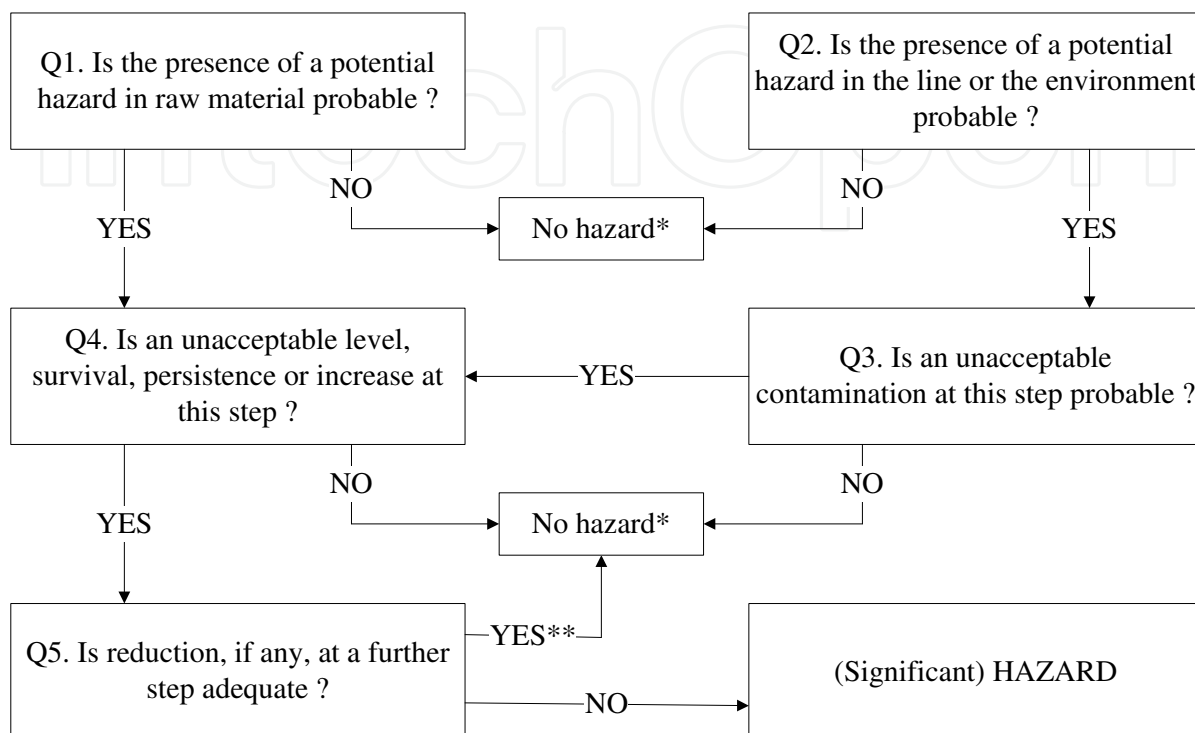 Q1. Is the presence of a potential
hazard in raw material probable ?
Q2. Is the presence of a potential
hazard in the line or the environment
probable ?
NO
NO
YES
No hazard*
YES
Q4. Is an unacceptable level,
survival, persistence or increase at
this step ?
YES
Q3. Is an unacceptable
contamination at this step probable ?
NO
NO
YES
No hazard*
Q5. Is reduction, if any, at a further
step adequate ?
YES**
NO
(Significant) HAZARD
IntechOpen